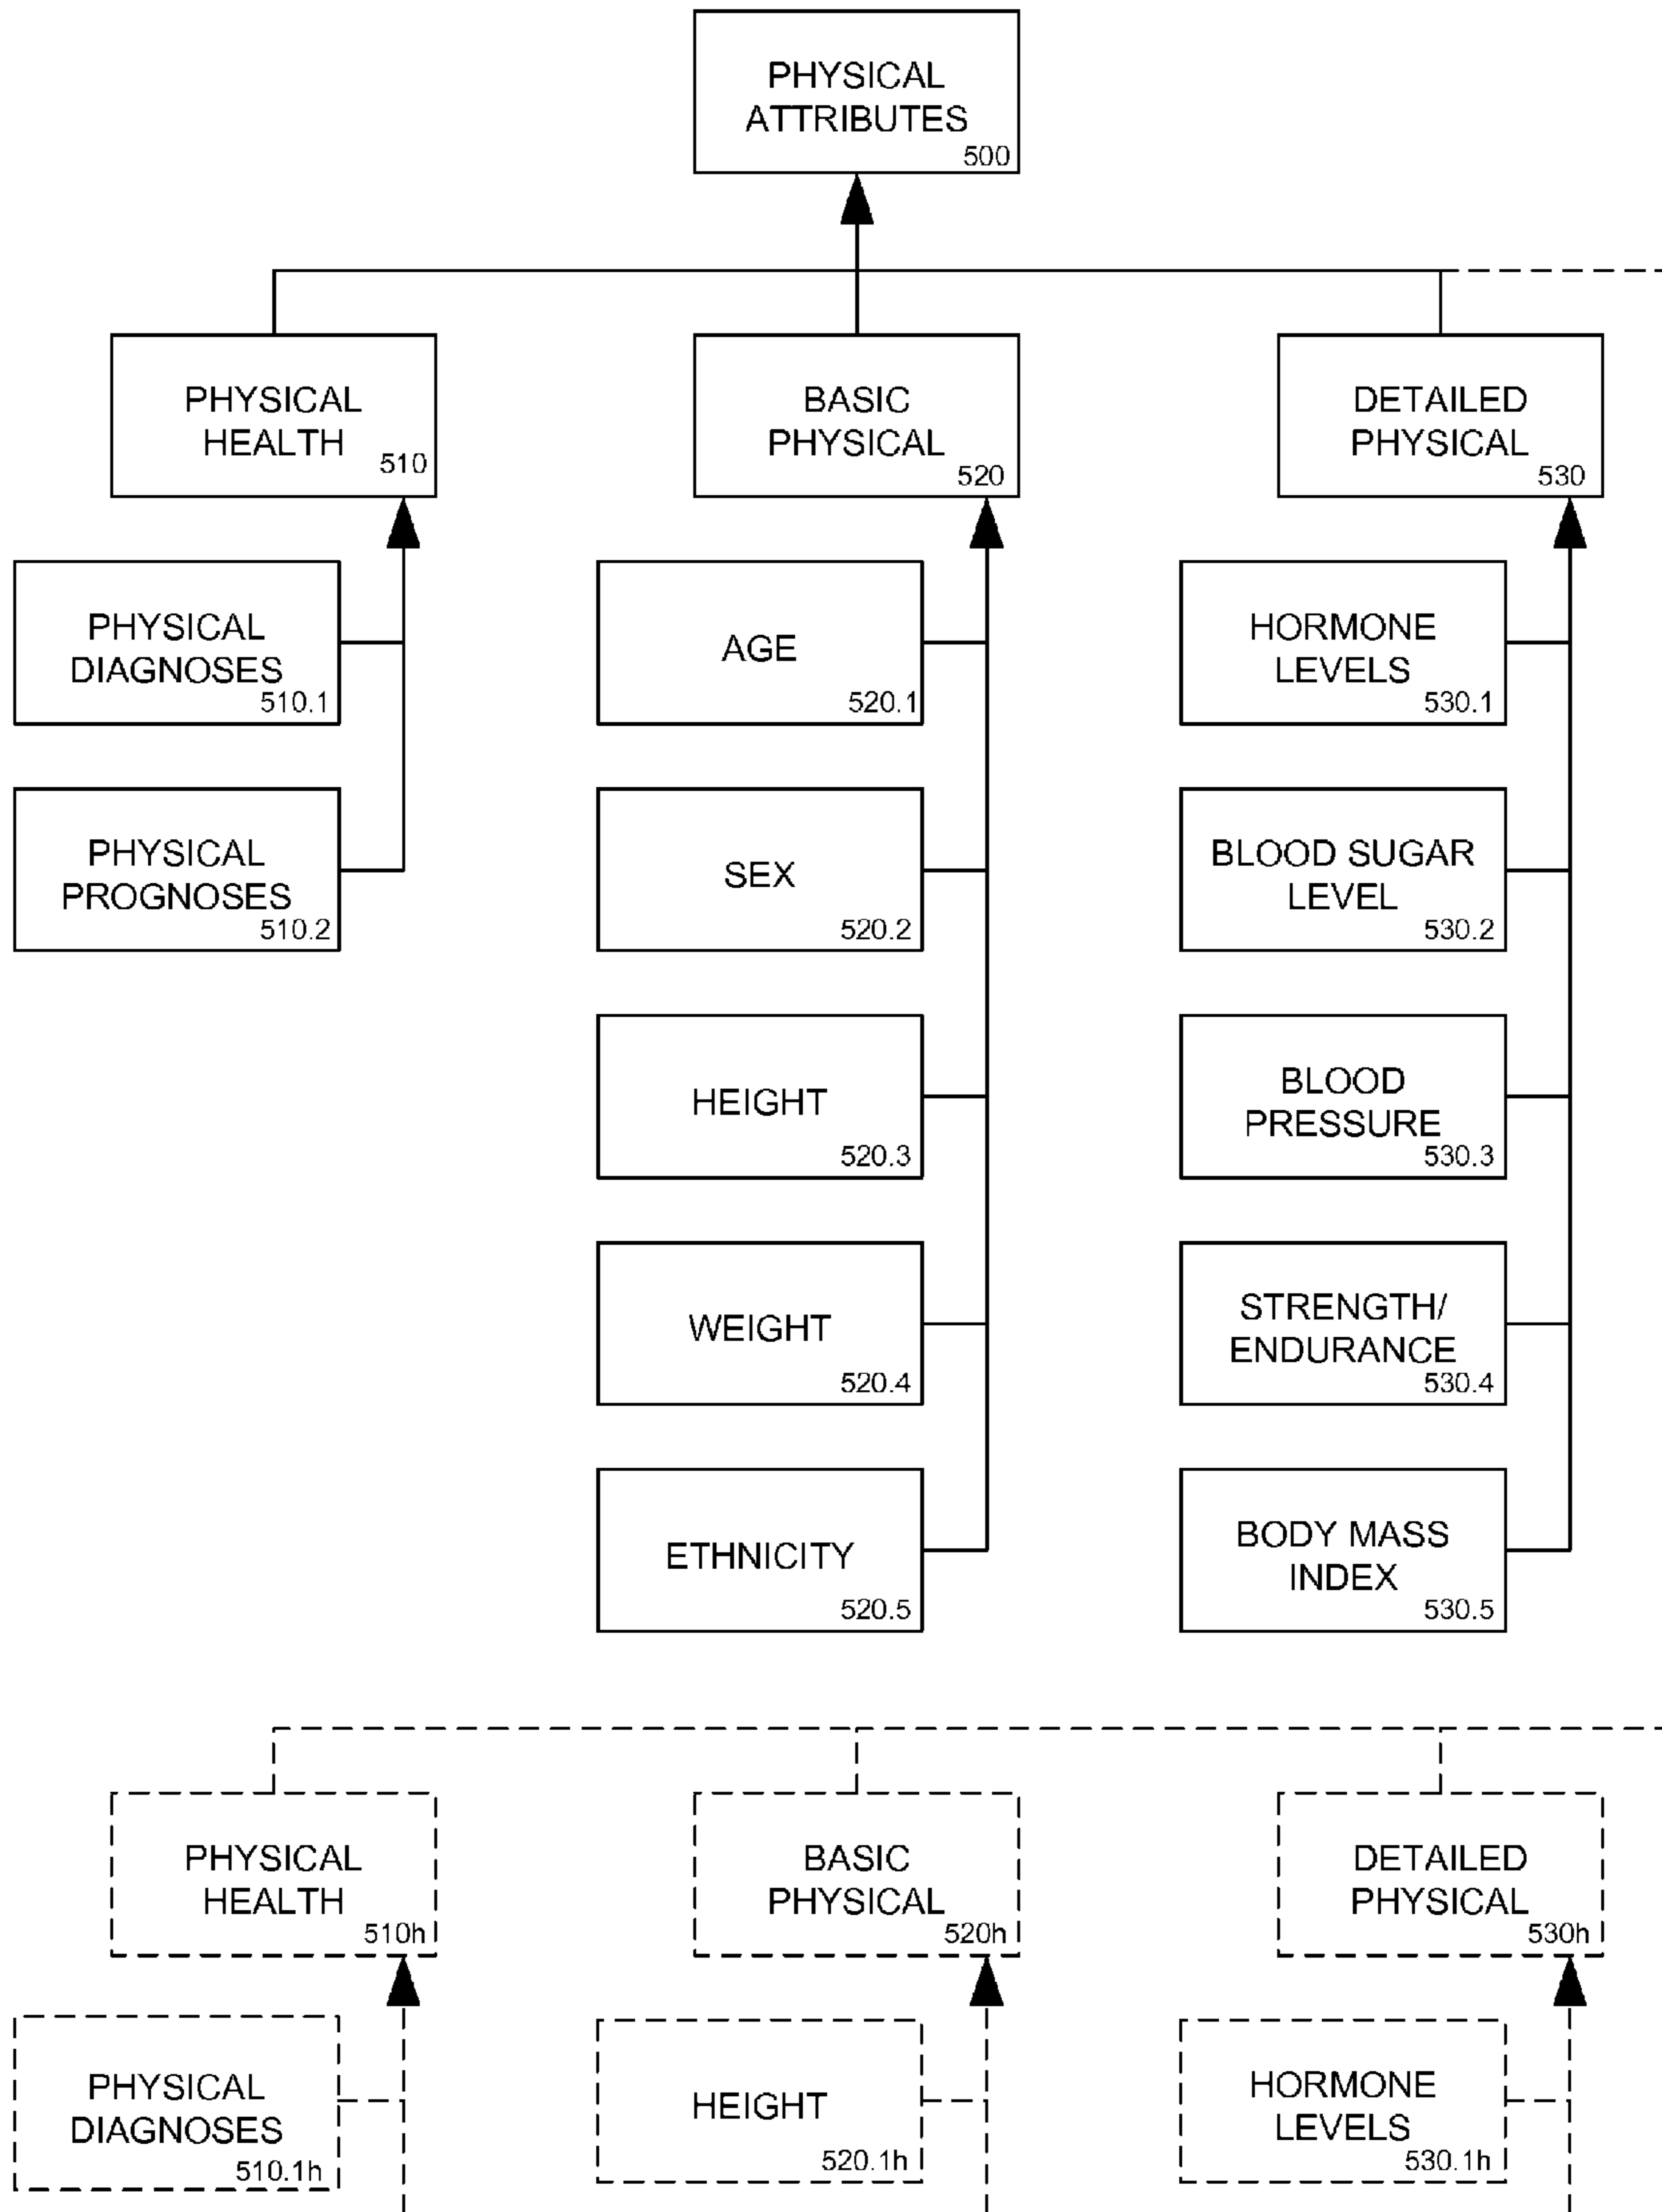 PHYSICAL
ATTRIBUTES
500
PHYSICAL
HEALTH
510
BASIC
PHYSICAL
520
DETAILED
PHYSICAL
530
PHYSICAL
DIAGNOSES
510.1
AGE
520.1
HORMONE
LEVELS
530.1
PHYSICAL
PROGNOSES
510.2
SEX
520.2
BLOOD SUGAR
LEVEL
530.2
HEIGHT
520.3
BLOOD
PRESSURE
530.3
WEIGHT
520.4
STRENGTH/
ENDURANCE
530.4
ETHNICITY
520.5
BODY MASS
INDEX
530.5
PHYSICAL
HEALTH
510h
BASIC
PHYSICAL
520h
DETAILED
PHYSICAL
530h
PHYSICAL
DIAGNOSES
510.1h
HEIGHT
520.1h
HORMONE
LEVELS
530.1h